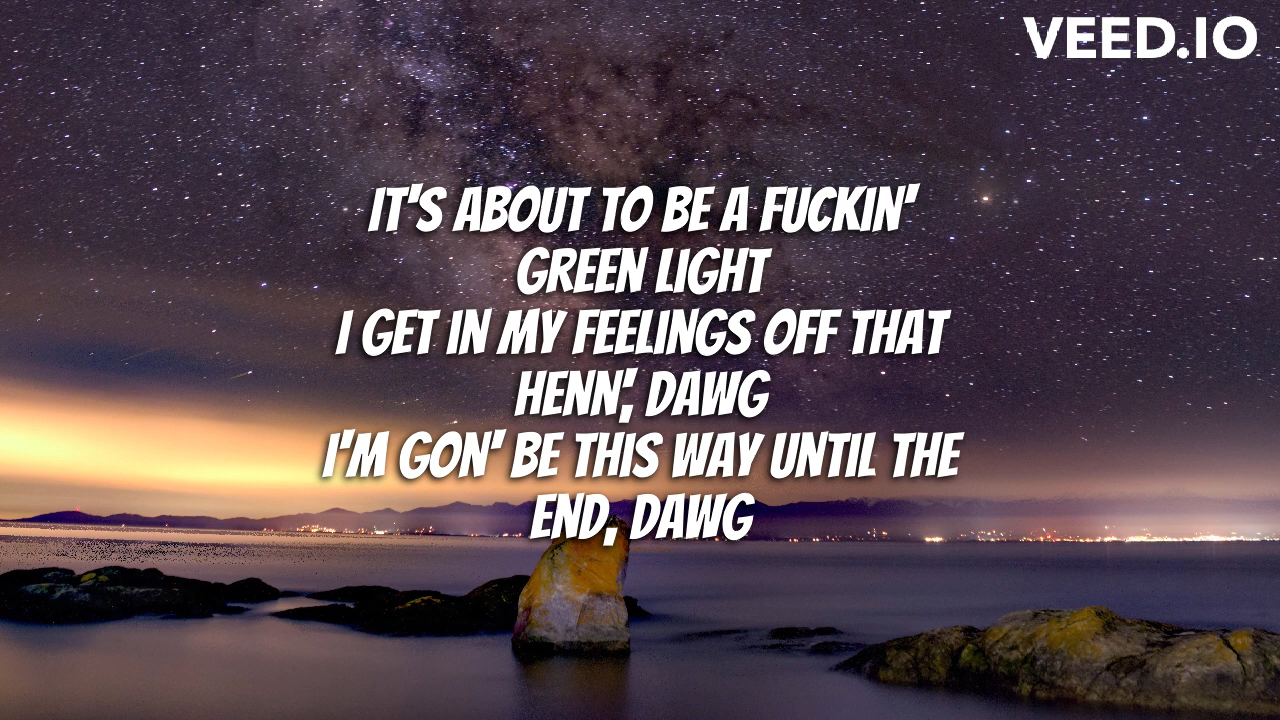 VEED.IO
IT'S ABOUT TO BE A FUCKIN'
GREEN LIGHT
I GET IN MY FEELINGS OFF THAT
HENN', DAWG
I'M GON' BE THIS WAY UNTIL THE
END, DAWG